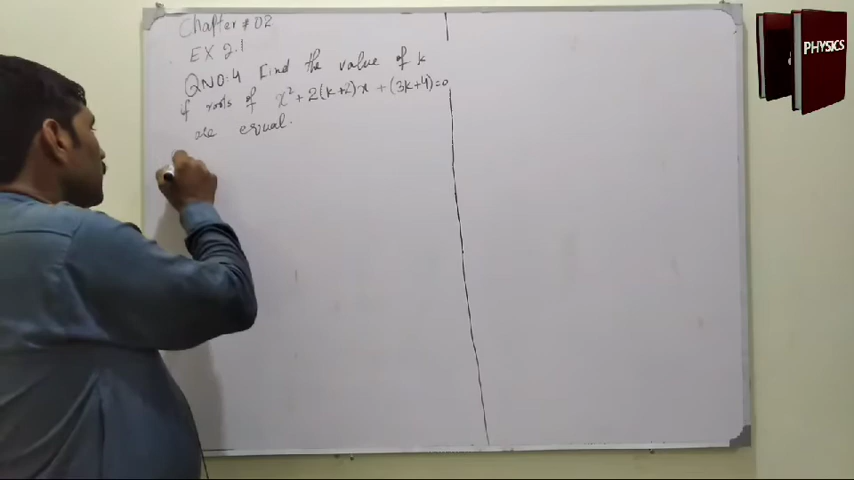 Chapter # 02
EX 2.1
QNO:4 Find the value of k
if roots of x² + 2(k+2)x + (3k+4)=0
are equal.
PHYSICS